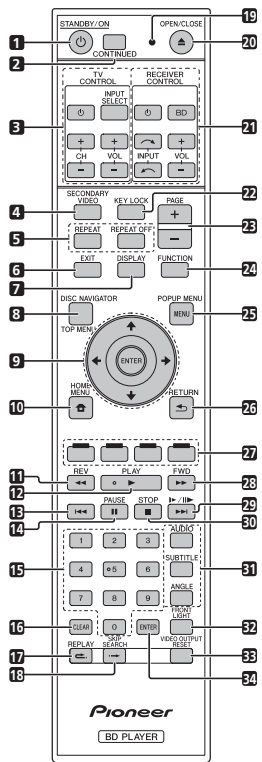 STANDBY/ON
OPEN/CLOSE
19
1
20
CONTINUED
2
TV
CONTROL
RECEIVER
CONTROL
INPUT
SELECT
BD
3
21
+ + + +
CH VOL INPUT VOL
– – –
SECONDARY
VIDEO
KEY LOCK
PAGE
22
4
+
23
REPEAT
REPEAT OFF
5
–
EXIT
DISPLAY
FUNCTION
24
6
7
DISC NAVIGATOR
POPUP MENU
8
MENU
25
TOP MENU
9
ENTER
HOME
MENU
RETURN
10
26
27
REV
PLAY
FWD
11
12
28
PAUSE
STOP
13
29
14
30
AUDIO
1 2 3
SUBTITLE
15
4 5 6
31
ANGLE
7 8 9
FRONT
LIGHT
16
CLEAR
0
ENTER
32
REPLAY
SKIP
SEARCH
VIDEO OUTPUT
RESET
17
33
18
34
Pioneer
BD PLAYER